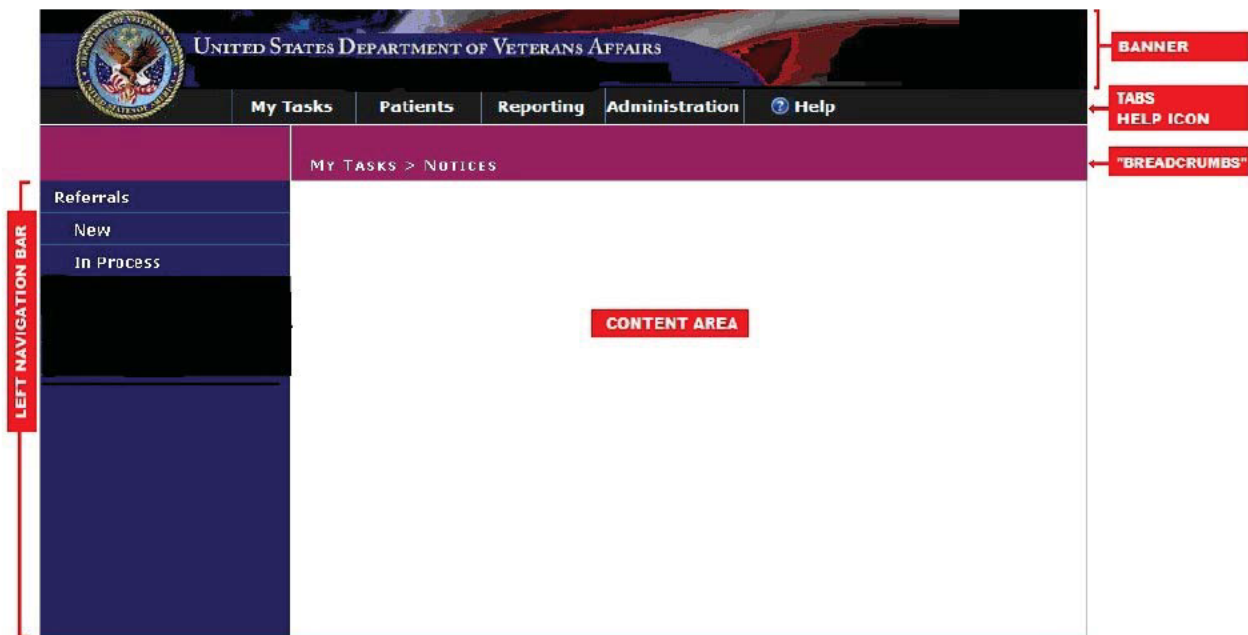 UNITED STATES DEPARTMENT OF VETERANS AFFAIRS
BANNER
My Tasks Patients Reporting Administration ? Help
TABS
HELP ICON
MY TASKS > NOTICES
"BREADCRUMBS"
LEFT NAVIGATION BAR
Referrals
New
In Process
CONTENT AREA